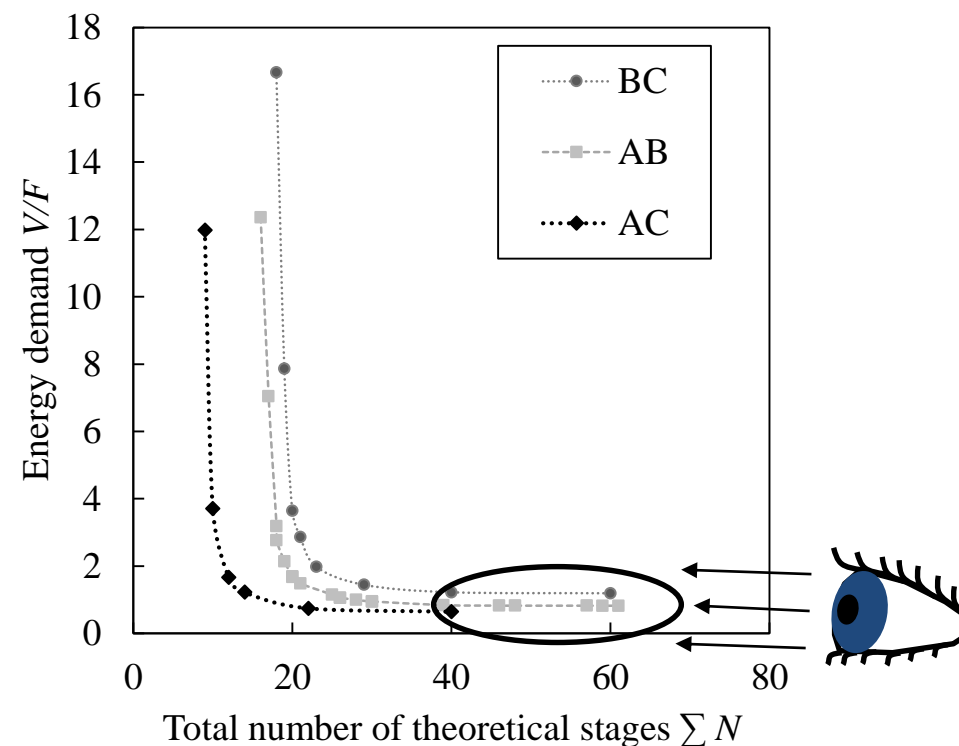 18
16
14
12
10
8
6
4
2
0
Energy demand V/F
BC
AB
AC
0 20 40 60 80
Total number of theoretical stages ∑ N